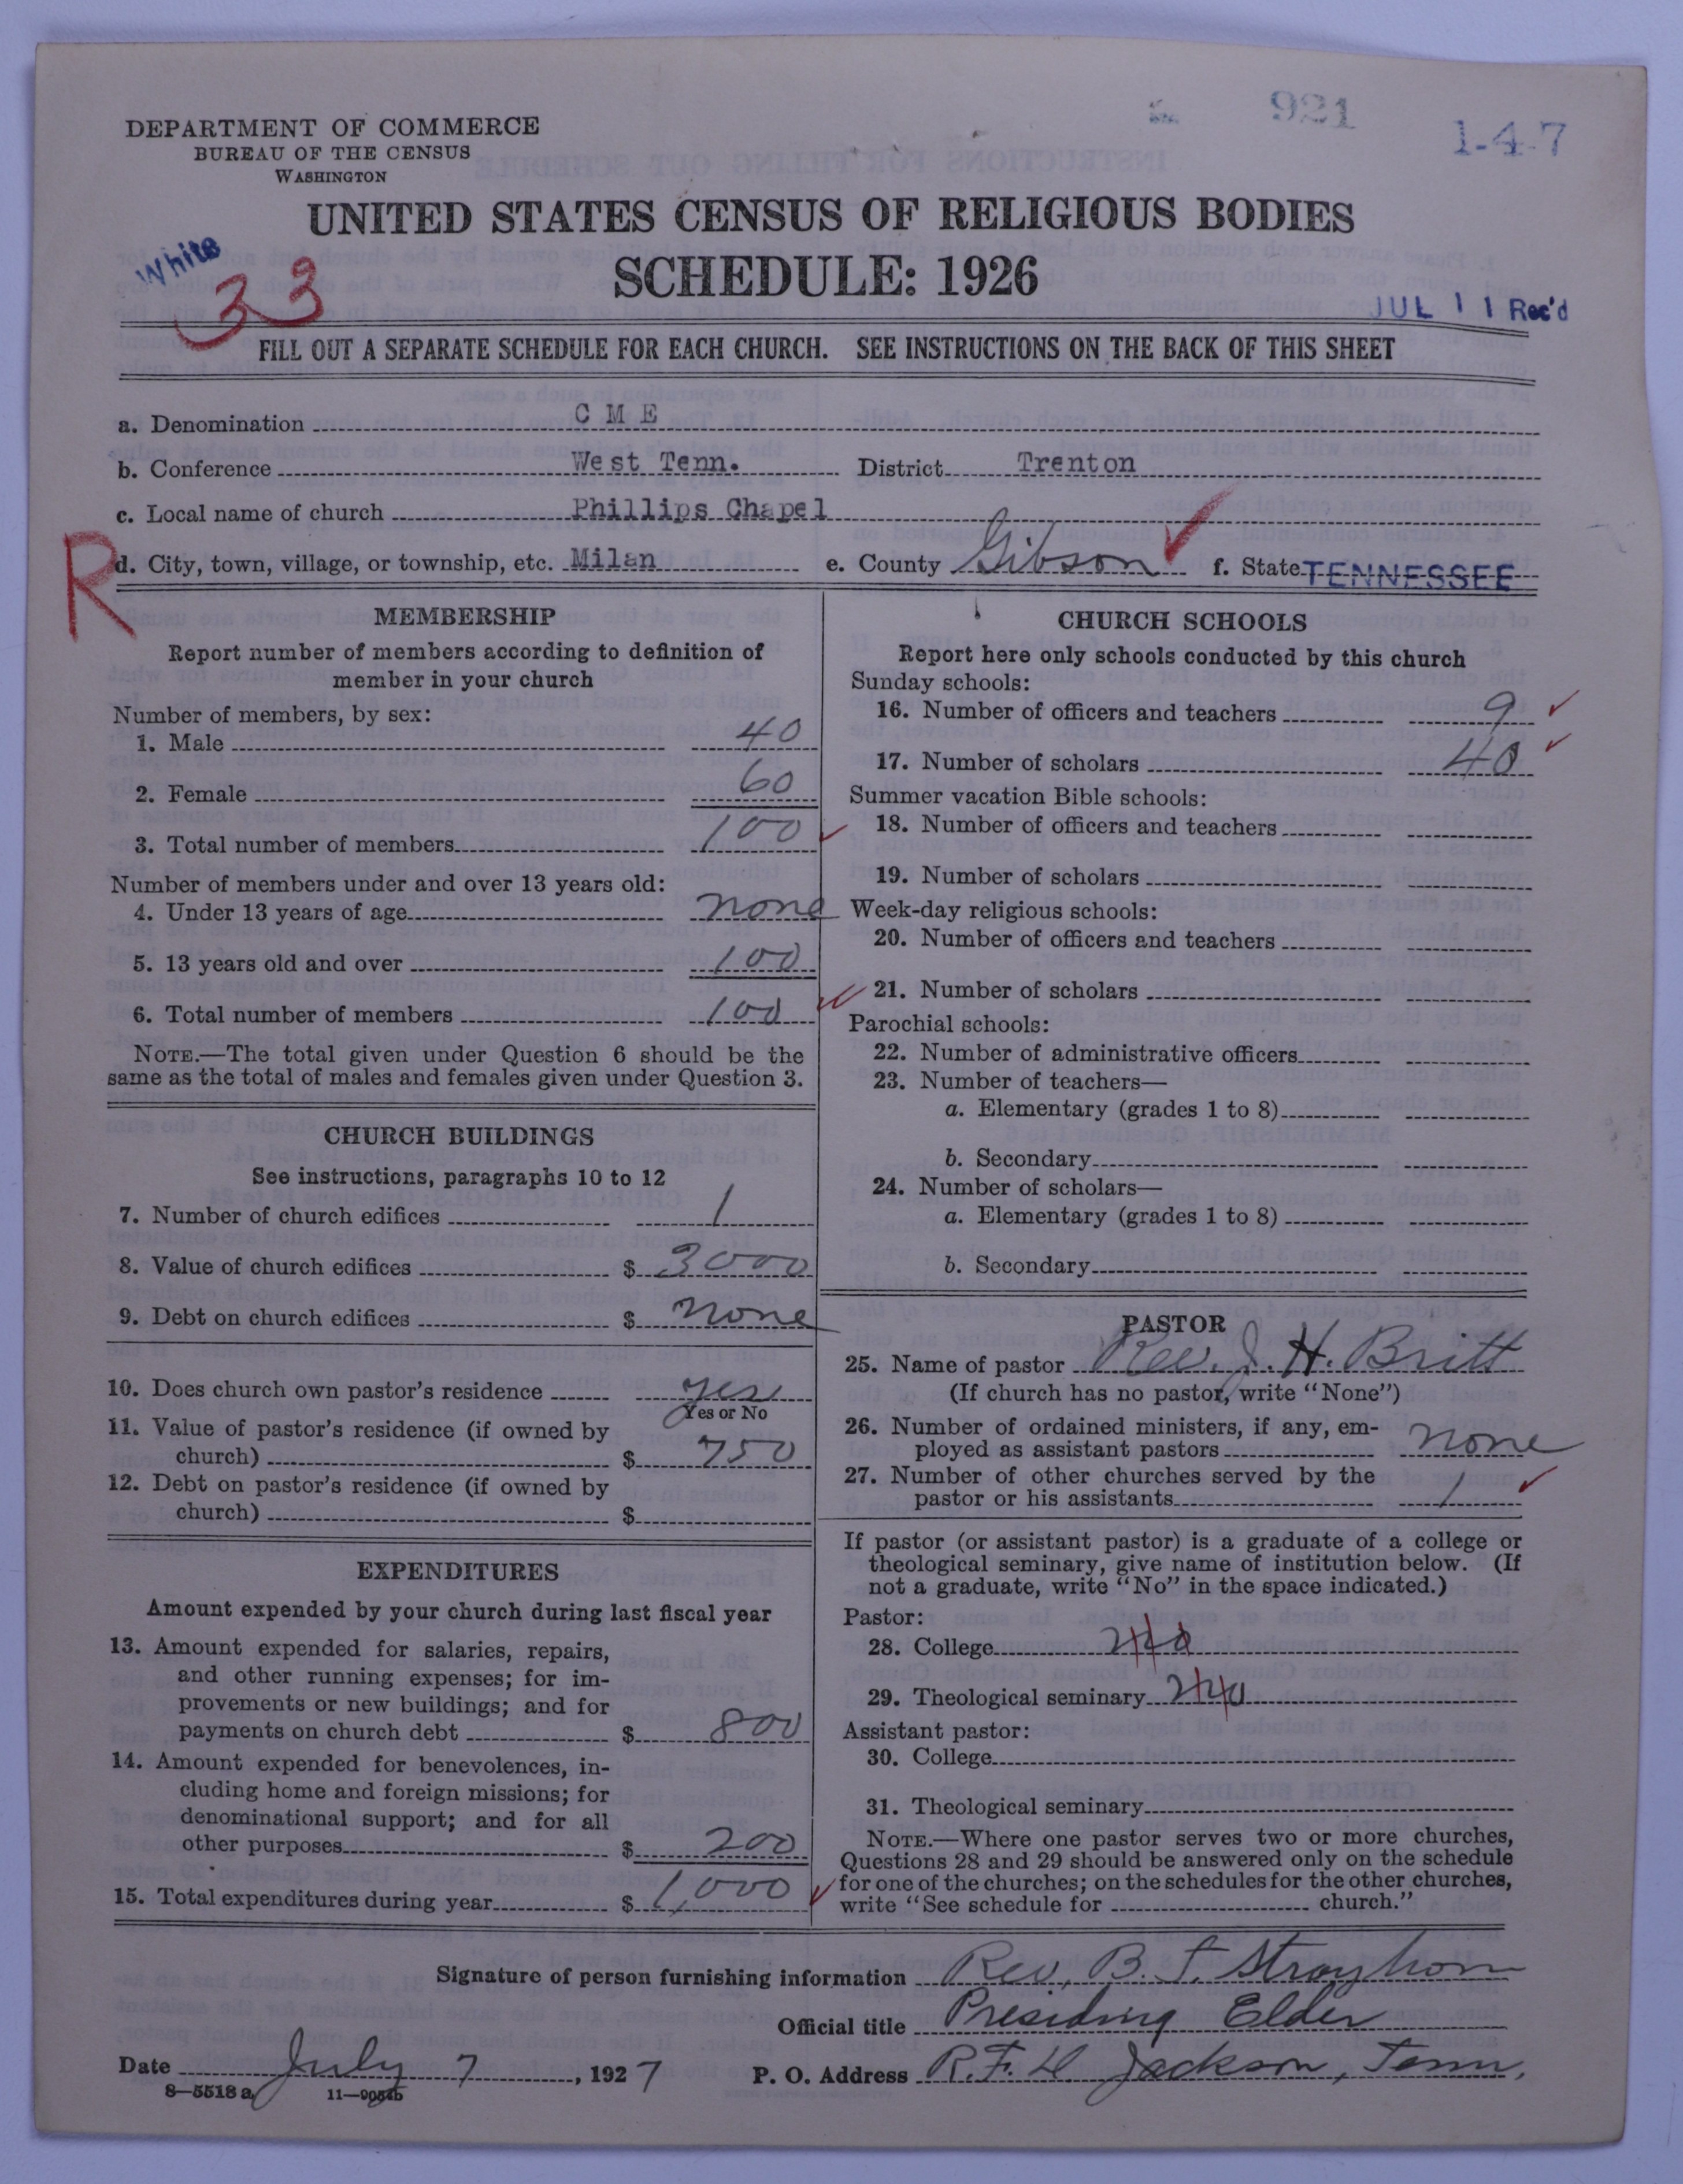 921
1-4-7
DEPARTMENT OF COMMERCE
BUREAU OF THE CENSUS
WASHINGTON
UNITED STATES CENSUS OF RELIGIOUS BODIES
SCHEDULE: 1926
White
33
JUL 11 Rec'd
FILL OUT A SEPARATE SCHEDULE FOR EACH CHURCH. SEE INSTRUCTIONS ON THE BACK OF THIS SHEET
a. Denomination C M E
b. Conference West Tenn. District Trenton
c. Local name of church Phillips Chapel
R
d. City, town, village, or township, etc. Milan e. County Gibson f. State TENNESSEE
MEMBERSHIP
Report number of members according to definition of
member in your church
Number of members, by sex:
1. Male 40
2. Female 60
3. Total number of members 100
Number of members under and over 13 years old:
4. Under 13 years of age none
5. 13 years old and over 100
6. Total number of members 100
NOTE.—The total given under Question 6 should be the
same as the total of males and females given under Question 3.
CHURCH BUILDINGS
See instructions, paragraphs 10 to 12
7. Number of church edifices 1
8. Value of church edifices $ 3000
9. Debt on church edifices $ none
10. Does church own pastor's residence yes
Yes or No
11. Value of pastor's residence (if owned by
church) $ 750
12. Debt on pastor's residence (if owned by
church) $
EXPENDITURES
Amount expended by your church during last fiscal year
13. Amount expended for salaries, repairs,
and other running expenses; for im-
provements or new buildings; and for
payments on church debt $ 800
14. Amount expended for benevolences, in-
cluding home and foreign missions; for
denominational support; and for all
other purposes $ 200
15. Total expenditures during year $ 1,000
CHURCH SCHOOLS
Report here only schools conducted by this church
Sunday schools:
16. Number of officers and teachers 9
17. Number of scholars 40
Summer vacation Bible schools:
18. Number of officers and teachers
19. Number of scholars
Week-day religious schools:
20. Number of officers and teachers
21. Number of scholars
Parochial schools:
22. Number of administrative officers
23. Number of teachers—
a. Elementary (grades 1 to 8)
b. Secondary
24. Number of scholars—
a. Elementary (grades 1 to 8)
b. Secondary
PASTOR
25. Name of pastor Rev. J. H. Britt
(If church has no pastor, write "None")
26. Number of ordained ministers, if any, em-
ployed as assistant pastors none
27. Number of other churches served by the
pastor or his assistants 1
If pastor (or assistant pastor) is a graduate of a college or
theological seminary, give name of institution below. (If
not a graduate, write "No" in the space indicated.)
Pastor:
28. College
29. Theological seminary
Assistant pastor:
30. College
31. Theological seminary
NOTE.—Where one pastor serves two or more churches,
Questions 28 and 29 should be answered only on the schedule
for one of the churches; on the schedules for the other churches,
write "See schedule for church."
Signature of person furnishing information Rev. B. F. Strayhorn
Official title Presiding Elder
Date July 7, 1927 P. O. Address R.F.D. Jackson, Tenn,
8—5518 a 11—9054b